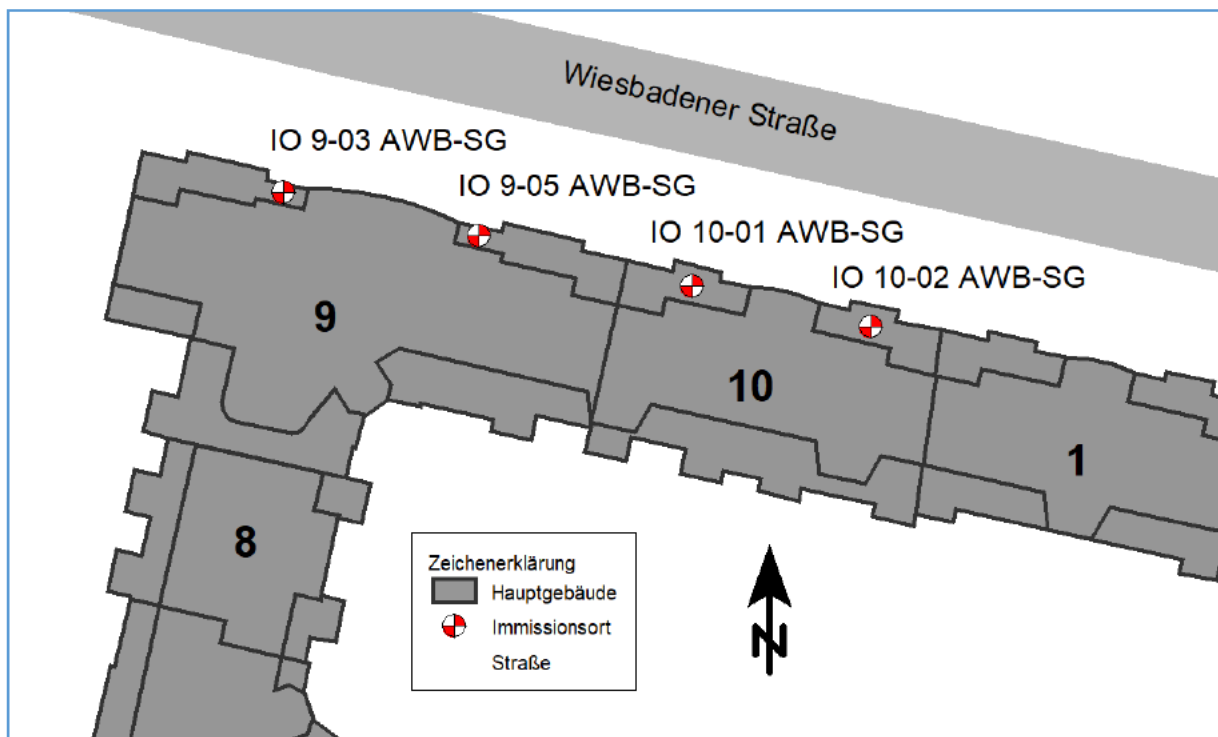 Wiesbadener Straße
IO 9-03 AWB-SG
IO 9-05 AWB-SG
IO 10-01 AWB-SG
IO 10-02 AWB-SG
9
10
1
8
Zeichenerklärung
Hauptgebäude
Immissionsort
Straße
N